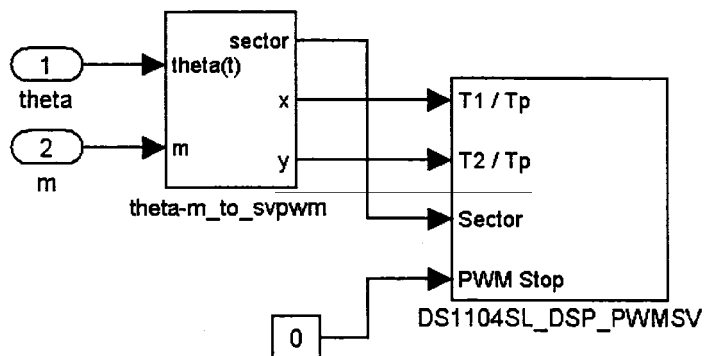 sector
1
theta(t)
theta
x
T1 / Tp
2
m
y
T2 / Tp
m
theta-m_to_svpwm
Sector
PWM Stop
DS1104SL_DSP_PWMSV
0